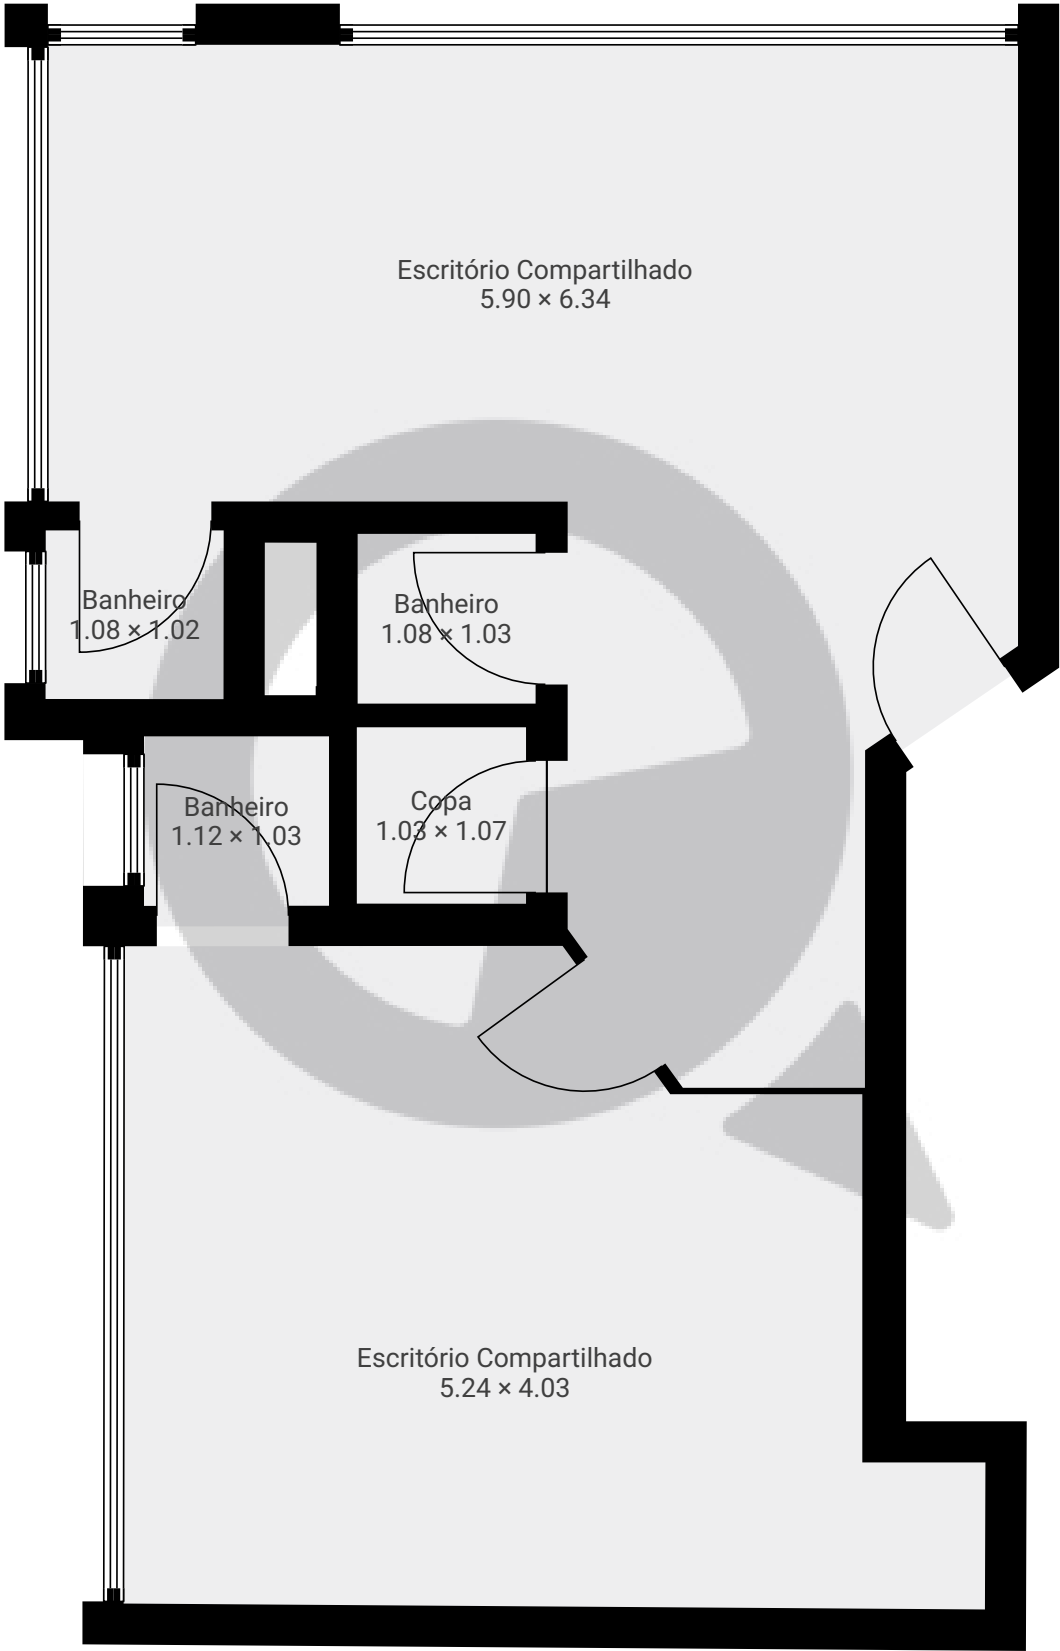 Escritório Compartilhado
5.90 × 6.34
Banheiro
1.08 × 1.02
Banheiro
1.08 × 1.03
Banheiro
1.12 × 1.03
Copa
1.03 × 1.07
Escritório Compartilhado
5.24 × 4.03